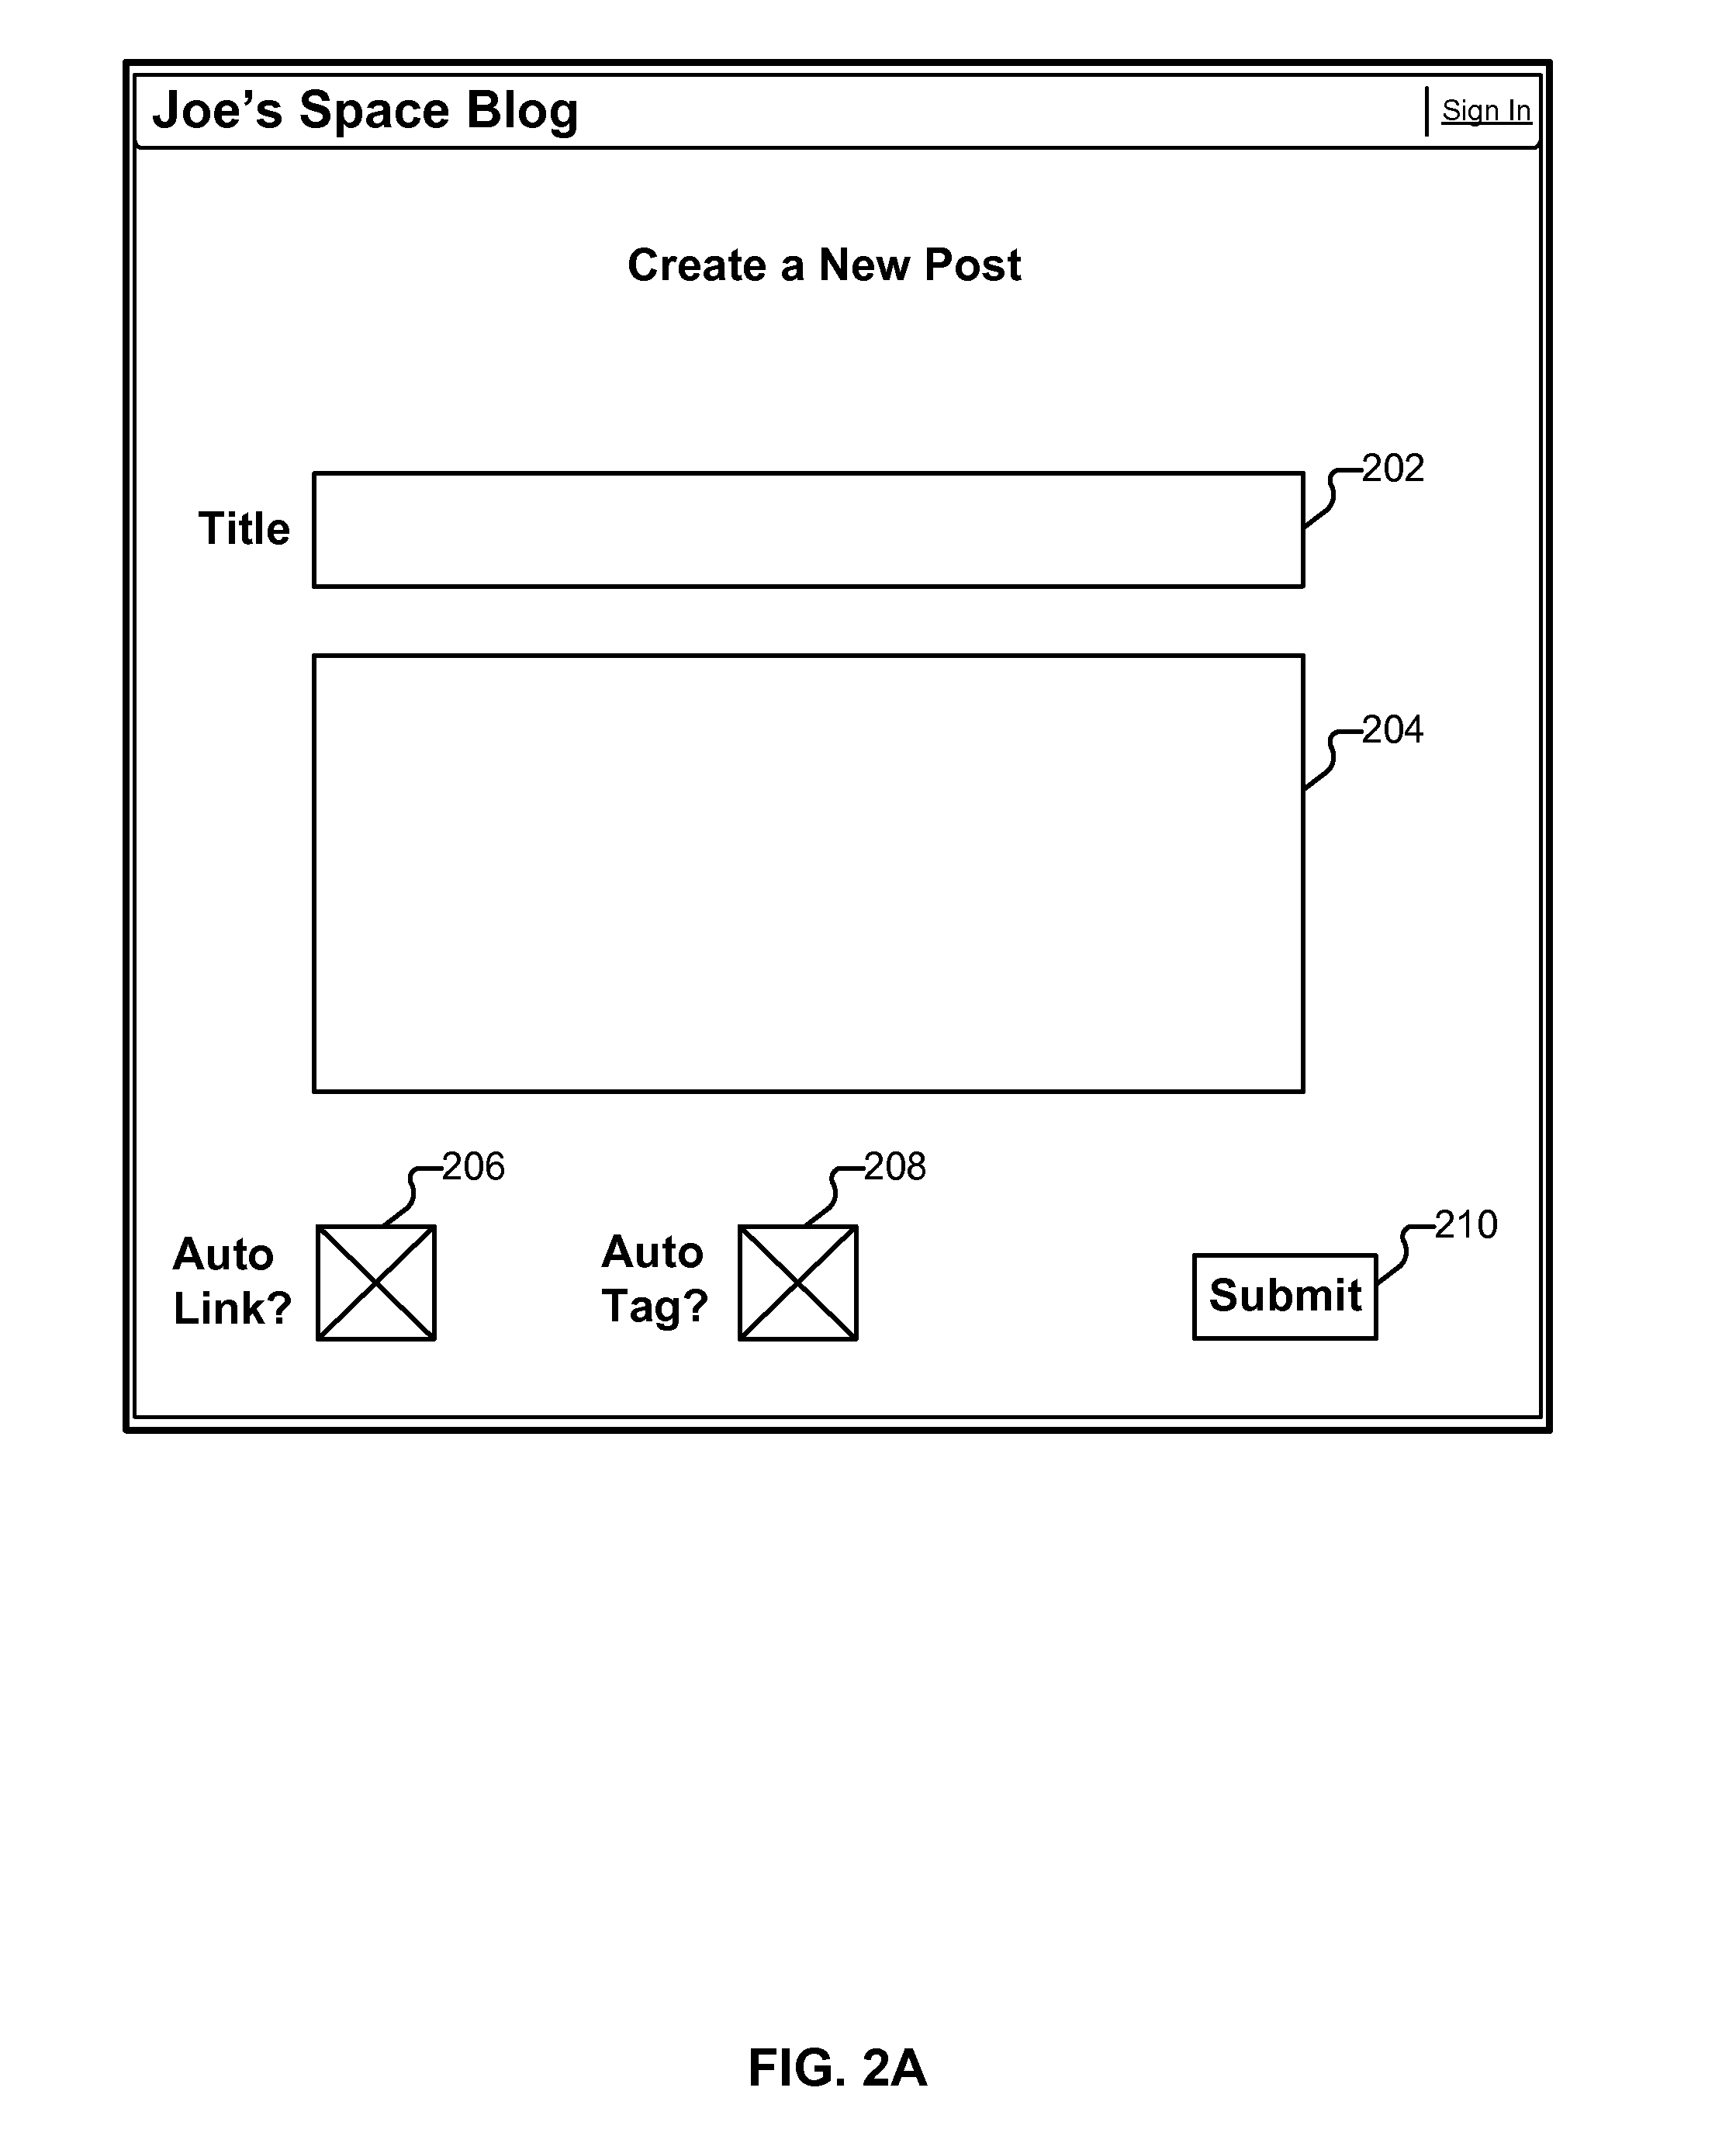 Joe’s Space Blog
Sign In
Create a New Post
202
Title
204
206
208
210
Auto
Link?
Auto
Tag?
Submit
FIG. 2A